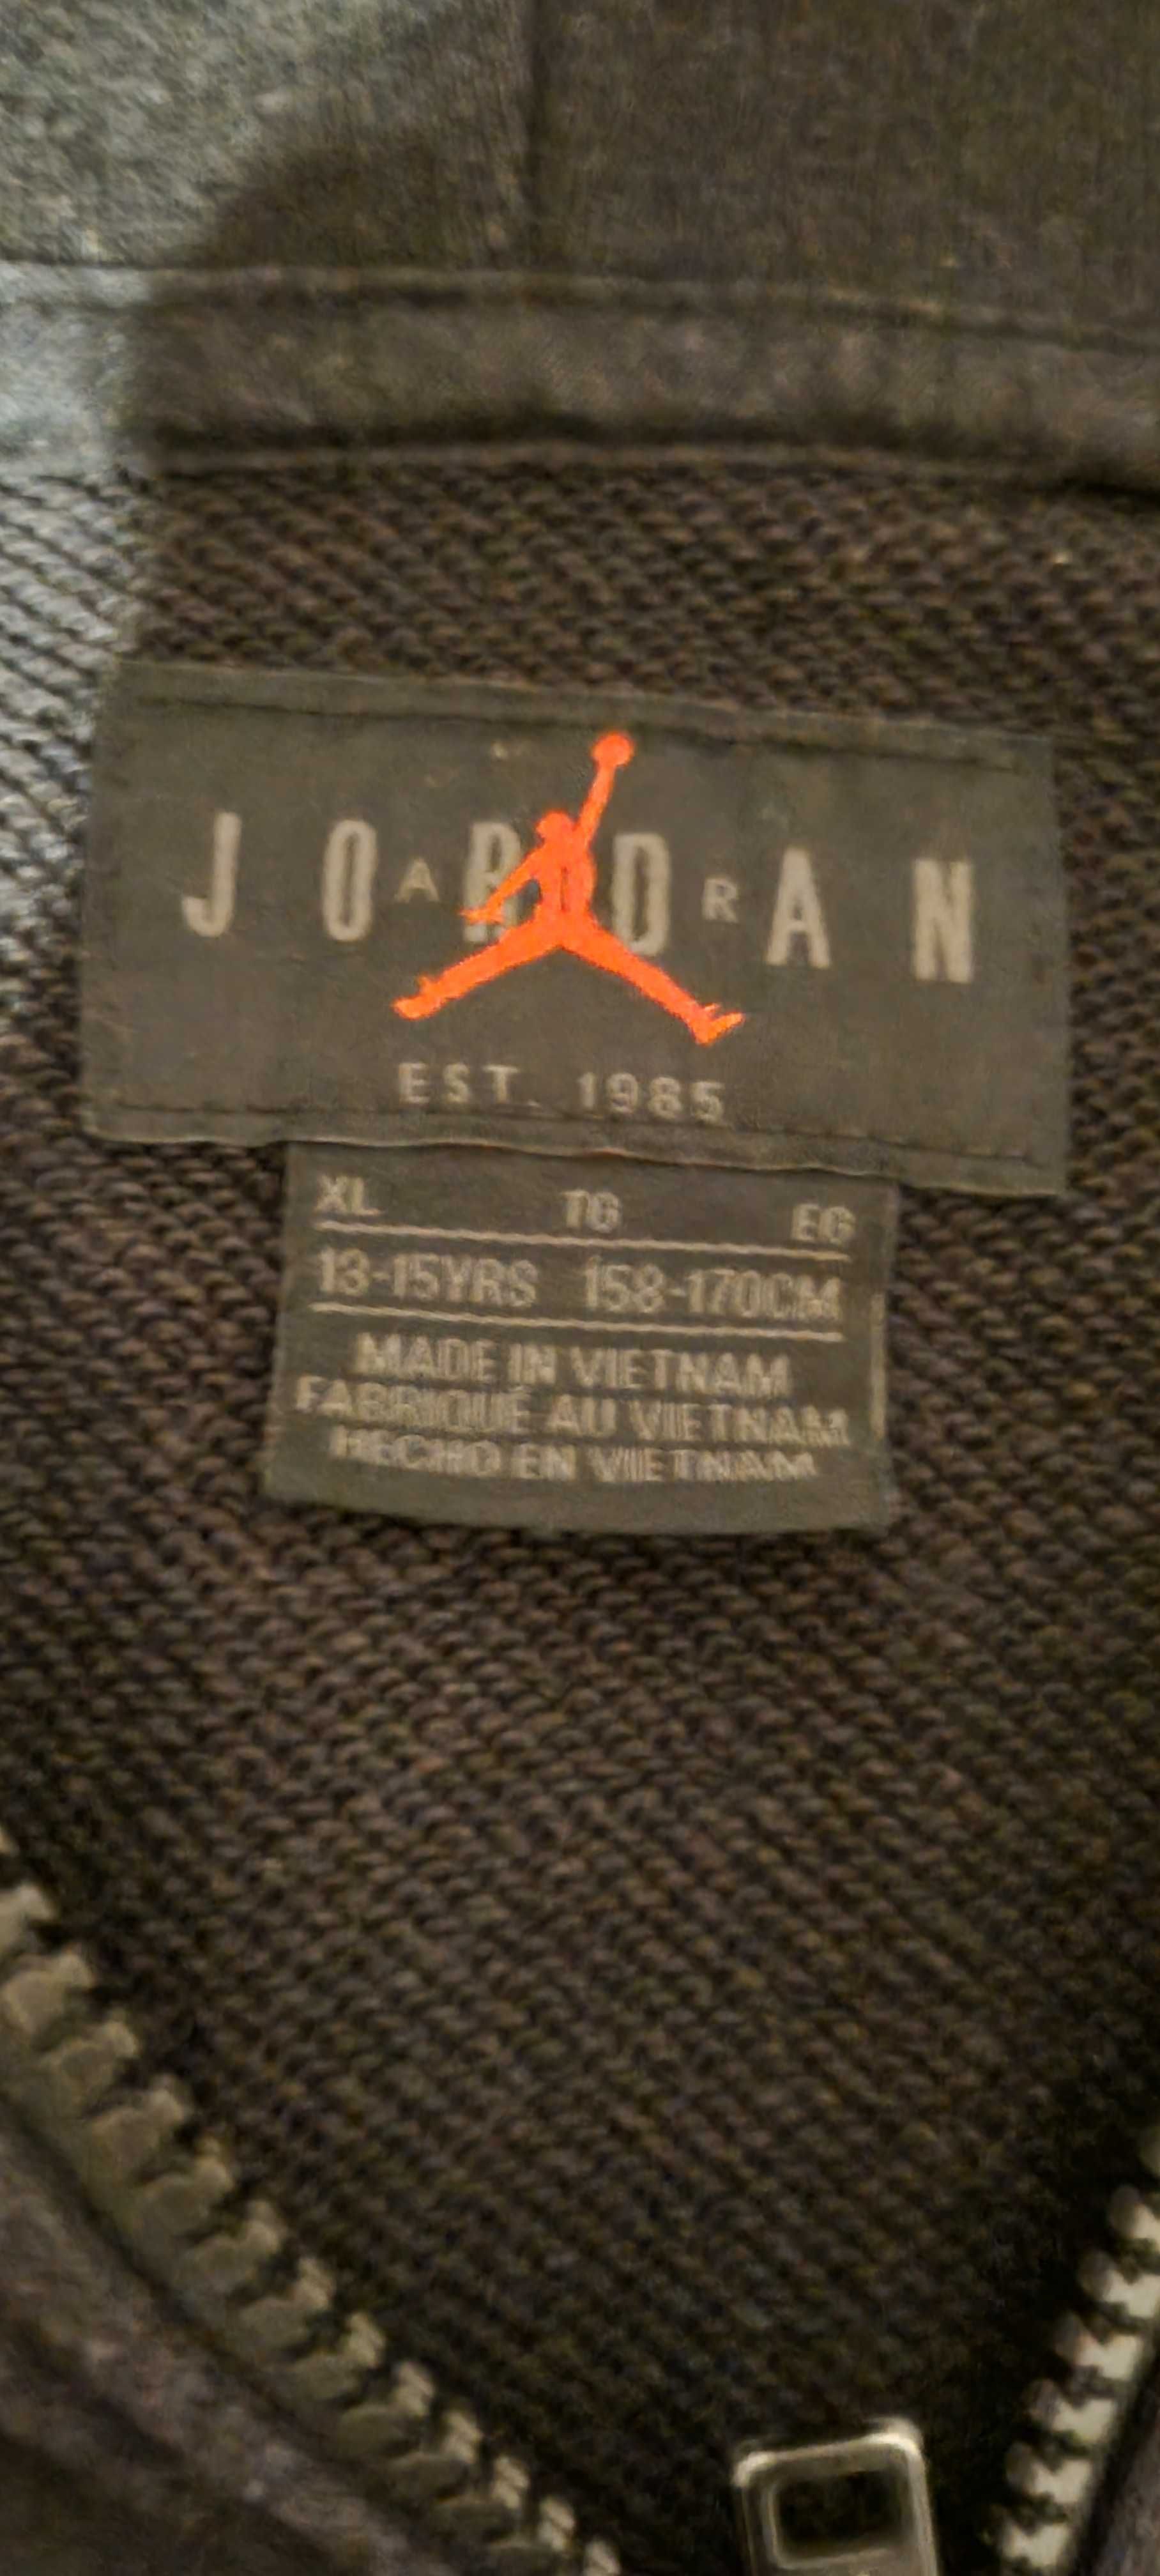 JORDAN
A R
EST. 1985
XL TG EG
13-15YRS 158-170CM
MADE IN VIETNAM
FABRIQUÉ AU VIETNAM
HECHO EN VIETNAM